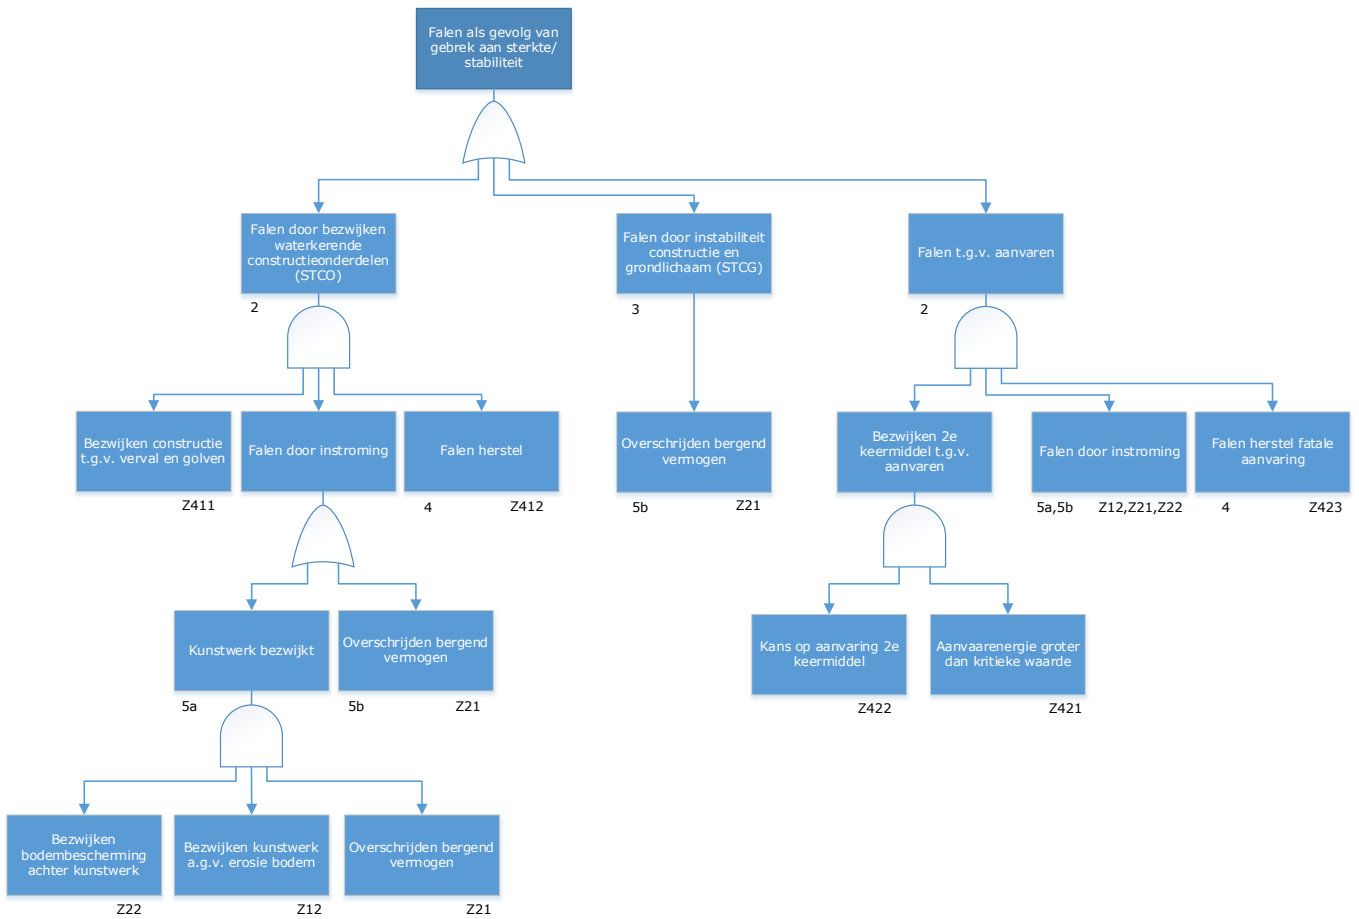 Falen als gevolg van
gebrek aan sterkte/
stabiliteit
Falen door bezwijken
waterkerende
constructieonderdelen
(STCO)
2
Falen door instabiliteit
constructie en
grondlichaam (STCG)
3
Falen t.g.v. aanvaren
2
Bezwijken constructie
t.g.v. verval en golven
Z411
Falen door instroming
Falen herstel
4 Z412
Overschrijden bergend
vermogen
5b Z21
Bezwijken 2e
keermiddel t.g.v.
aanvaren
Falen door instroming
5a,5b Z12,Z21,Z22
Falen herstel fatale
aanvaring
4 Z423
Kunstwerk bezwijkt
5a
Overschrijden bergend
vermogen
5b Z21
Kans op aanvaring 2e
keermiddel
Z422
Aanvaarenergie groter
dan kritieke waarde
Z421
Bezwijken
bodembescherming
achter kunstwerk
Z22
Bezwijken kunstwerk
a.g.v. erosie bodem
Z12
Overschrijden bergend
vermogen
Z21